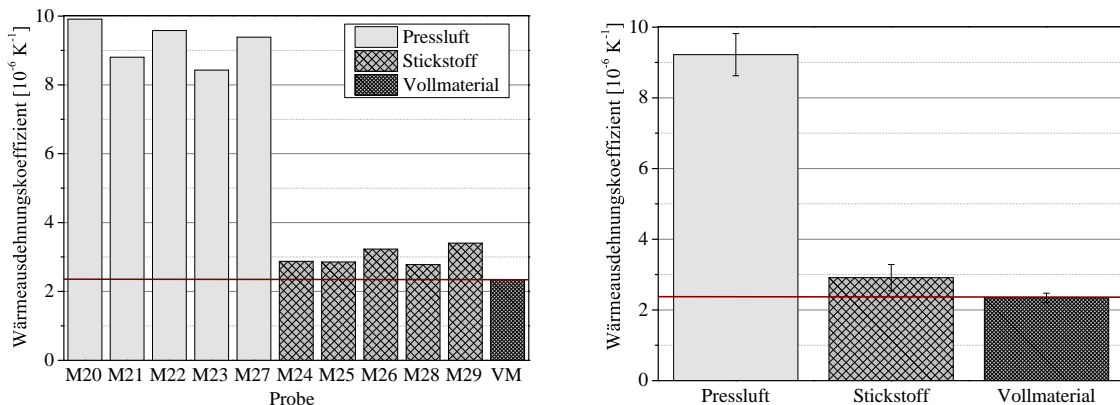 Wärmeausdehnungskoeffizient [10⁻⁶ K⁻¹]
10
8
6
4
2
0
Pressluft
Stickstoff
Vollmaterial
M20 M21 M22 M23 M27 M24 M25 M26 M28 M29 VM
Probe
Wärmeausdehnungskoeffizient [10⁻⁶ K⁻¹]
10
8
6
4
2
0
Pressluft Stickstoff Vollmaterial